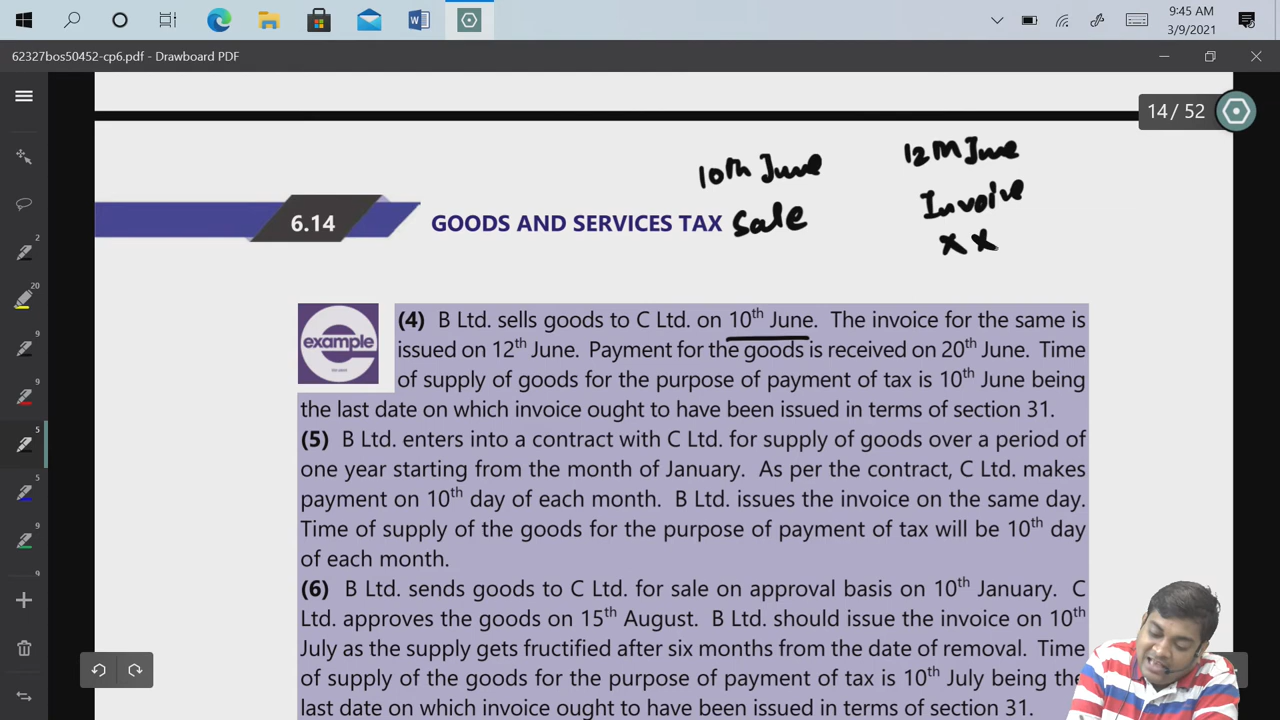 9:45 AM
3/9/2021
62327bos50452-cp6.pdf - Drawboard PDF
14 / 52
10th June
12th June
Sale
Invoice
x x
6.14
GOODS AND SERVICES TAX
example
(4) B Ltd. sells goods to C Ltd. on 10th June. The invoice for the same is
issued on 12th June. Payment for the goods is received on 20th June. Time
of supply of goods for the purpose of payment of tax is 10th June being
the last date on which invoice ought to have been issued in terms of section 31.
(5) B Ltd. enters into a contract with C Ltd. for supply of goods over a period of
one year starting from the month of January. As per the contract, C Ltd. makes
payment on 10th day of each month. B Ltd. issues the invoice on the same day.
Time of supply of the goods for the purpose of payment of tax will be 10th day
of each month.
(6) B Ltd. sends goods to C Ltd. for sale on approval basis on 10th January. C
Ltd. approves the goods on 15th August. B Ltd. should issue the invoice on 10th
July as the supply gets fructified after six months from the date of removal. Time
of supply of the goods for the purpose of payment of tax is 10th July being the
last date on which invoice ought to have been issued in terms of section 31.
2
20
9
9
5
5
9
9